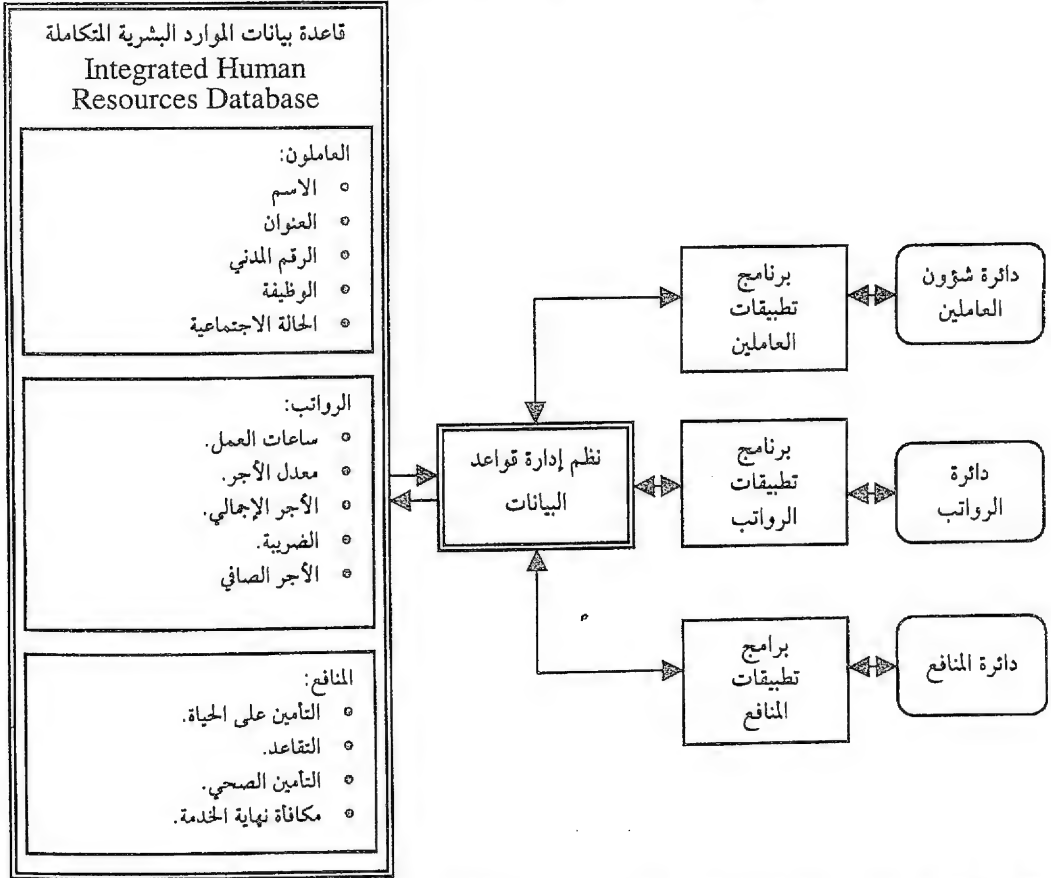 قاعدة بيانات الموارد البشرية المتكاملة
Integrated Human
Resources Database
العاملون:
الاسم
العنوان
الرقم المدني
الوظيفة
الحالة الاجتماعية
الرواتب:
ساعات العمل.
معدل الأجر.
الأجر الإجمالي.
الضريبة.
الأجر الصافي
المنافع:
التأمين على الحياة.
التقاعد.
التأمين الصحي.
مكافأة نهاية الخدمة.
نظم إدارة قواعد
البيانات
برنامج
تطبيقات
العاملين
دائرة شؤون
العاملين
برنامج
تطبيقات
الرواتب
دائرة
الرواتب
برامج
تطبيقات
المنافع
دائرة المنافع